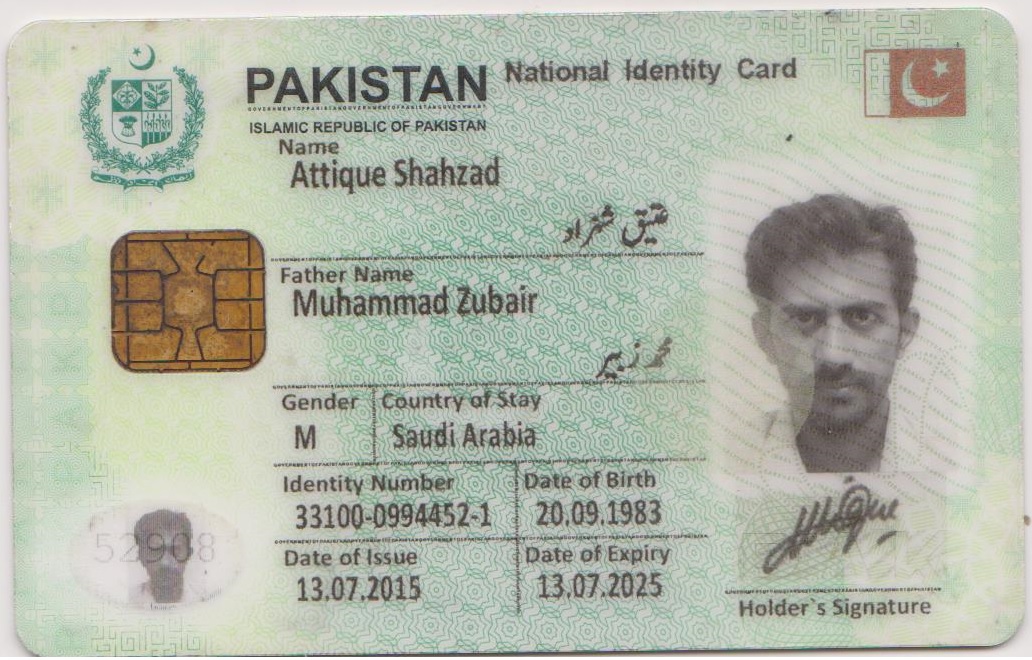 PAKISTAN National Identity Card
ISLAMIC REPUBLIC OF PAKISTAN
Name
Attique Shahzad
عتیق شہزاد
Father Name
Muhammad Zubair
محمد زبیر
Gender Country of Stay
M Saudi Arabia
Identity Number Date of Birth
33100-0994452-1 20.09.1983
Date of Issue Date of Expiry
13.07.2015 13.07.2025
Holder`s Signature